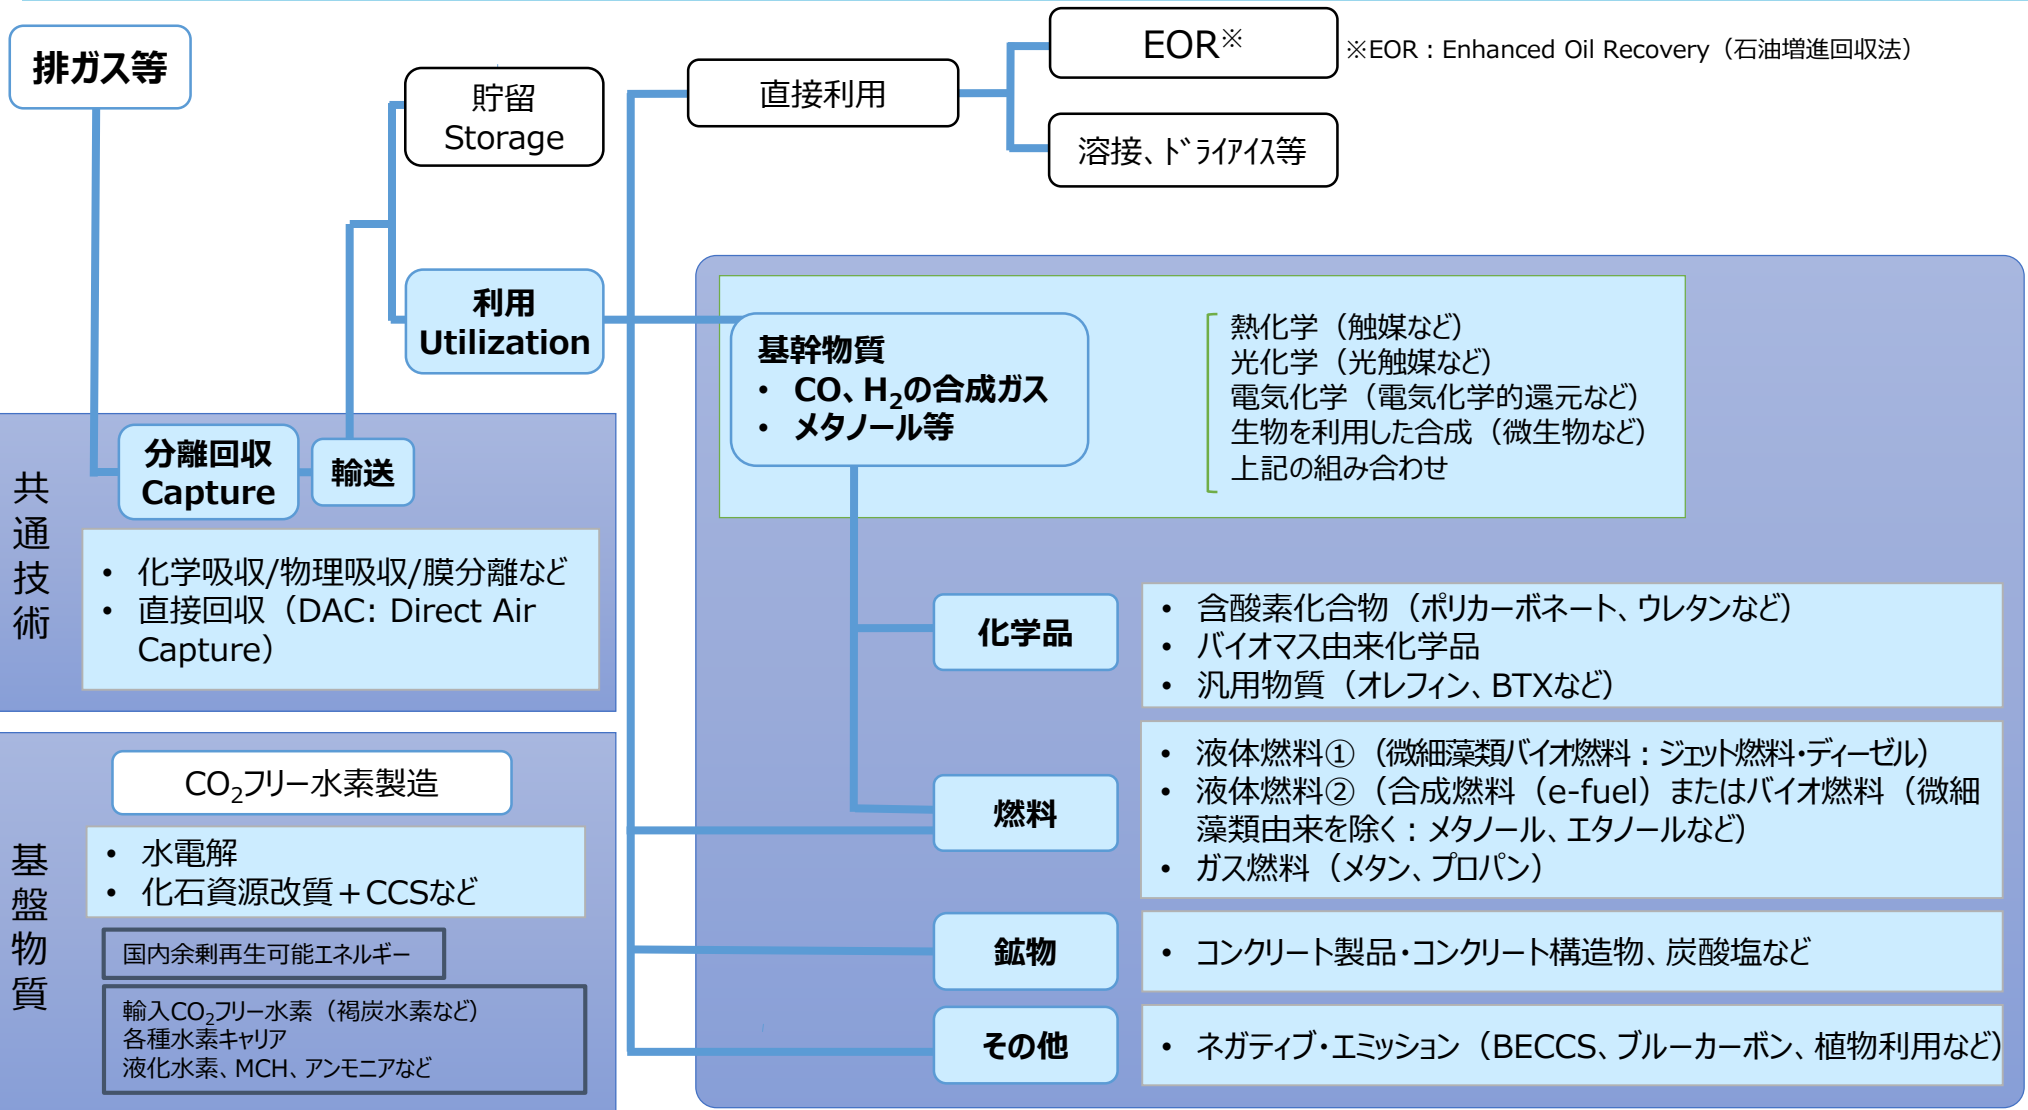 排ガス等
貯留
Storage
直接利用
EOR※
※EOR：Enhanced Oil Recovery（石油増進回収法）
溶接、ドライアイス等
利用
Utilization
基幹物質
• CO、H2の合成ガス
• メタノール等
熱化学（触媒など）
光化学（光触媒など）
電気化学（電気化学的還元など）
生物を利用した合成（微生物など）
上記の組み合わせ
共通技術
分離回収
Capture
輸送
• 化学吸収/物理吸収/膜分離など
• 直接回収（DAC: Direct Air
Capture）
化学品
• 含酸素化合物（ポリカーボネート、ウレタンなど）
• バイオマス由来化学品
• 汎用物質（オレフィン、BTXなど）
燃料
• 液体燃料①（微細藻類バイオ燃料：ジェット燃料・ディーゼル）
• 液体燃料②（合成燃料（e-fuel）またはバイオ燃料（微細
藻類由来を除く：メタノール、エタノールなど）
• ガス燃料（メタン、プロパン）
鉱物
• コンクリート製品・コンクリート構造物、炭酸塩など
その他
• ネガティブ・エミッション（BECCS、ブルーカーボン、植物利用など）
基盤物質
CO2フリー水素製造
• 水電解
• 化石資源改質＋CCSなど
国内余剰再生可能エネルギー
輸入CO2フリー水素（褐炭水素など）
各種水素キャリア
液化水素、MCH、アンモニアなど